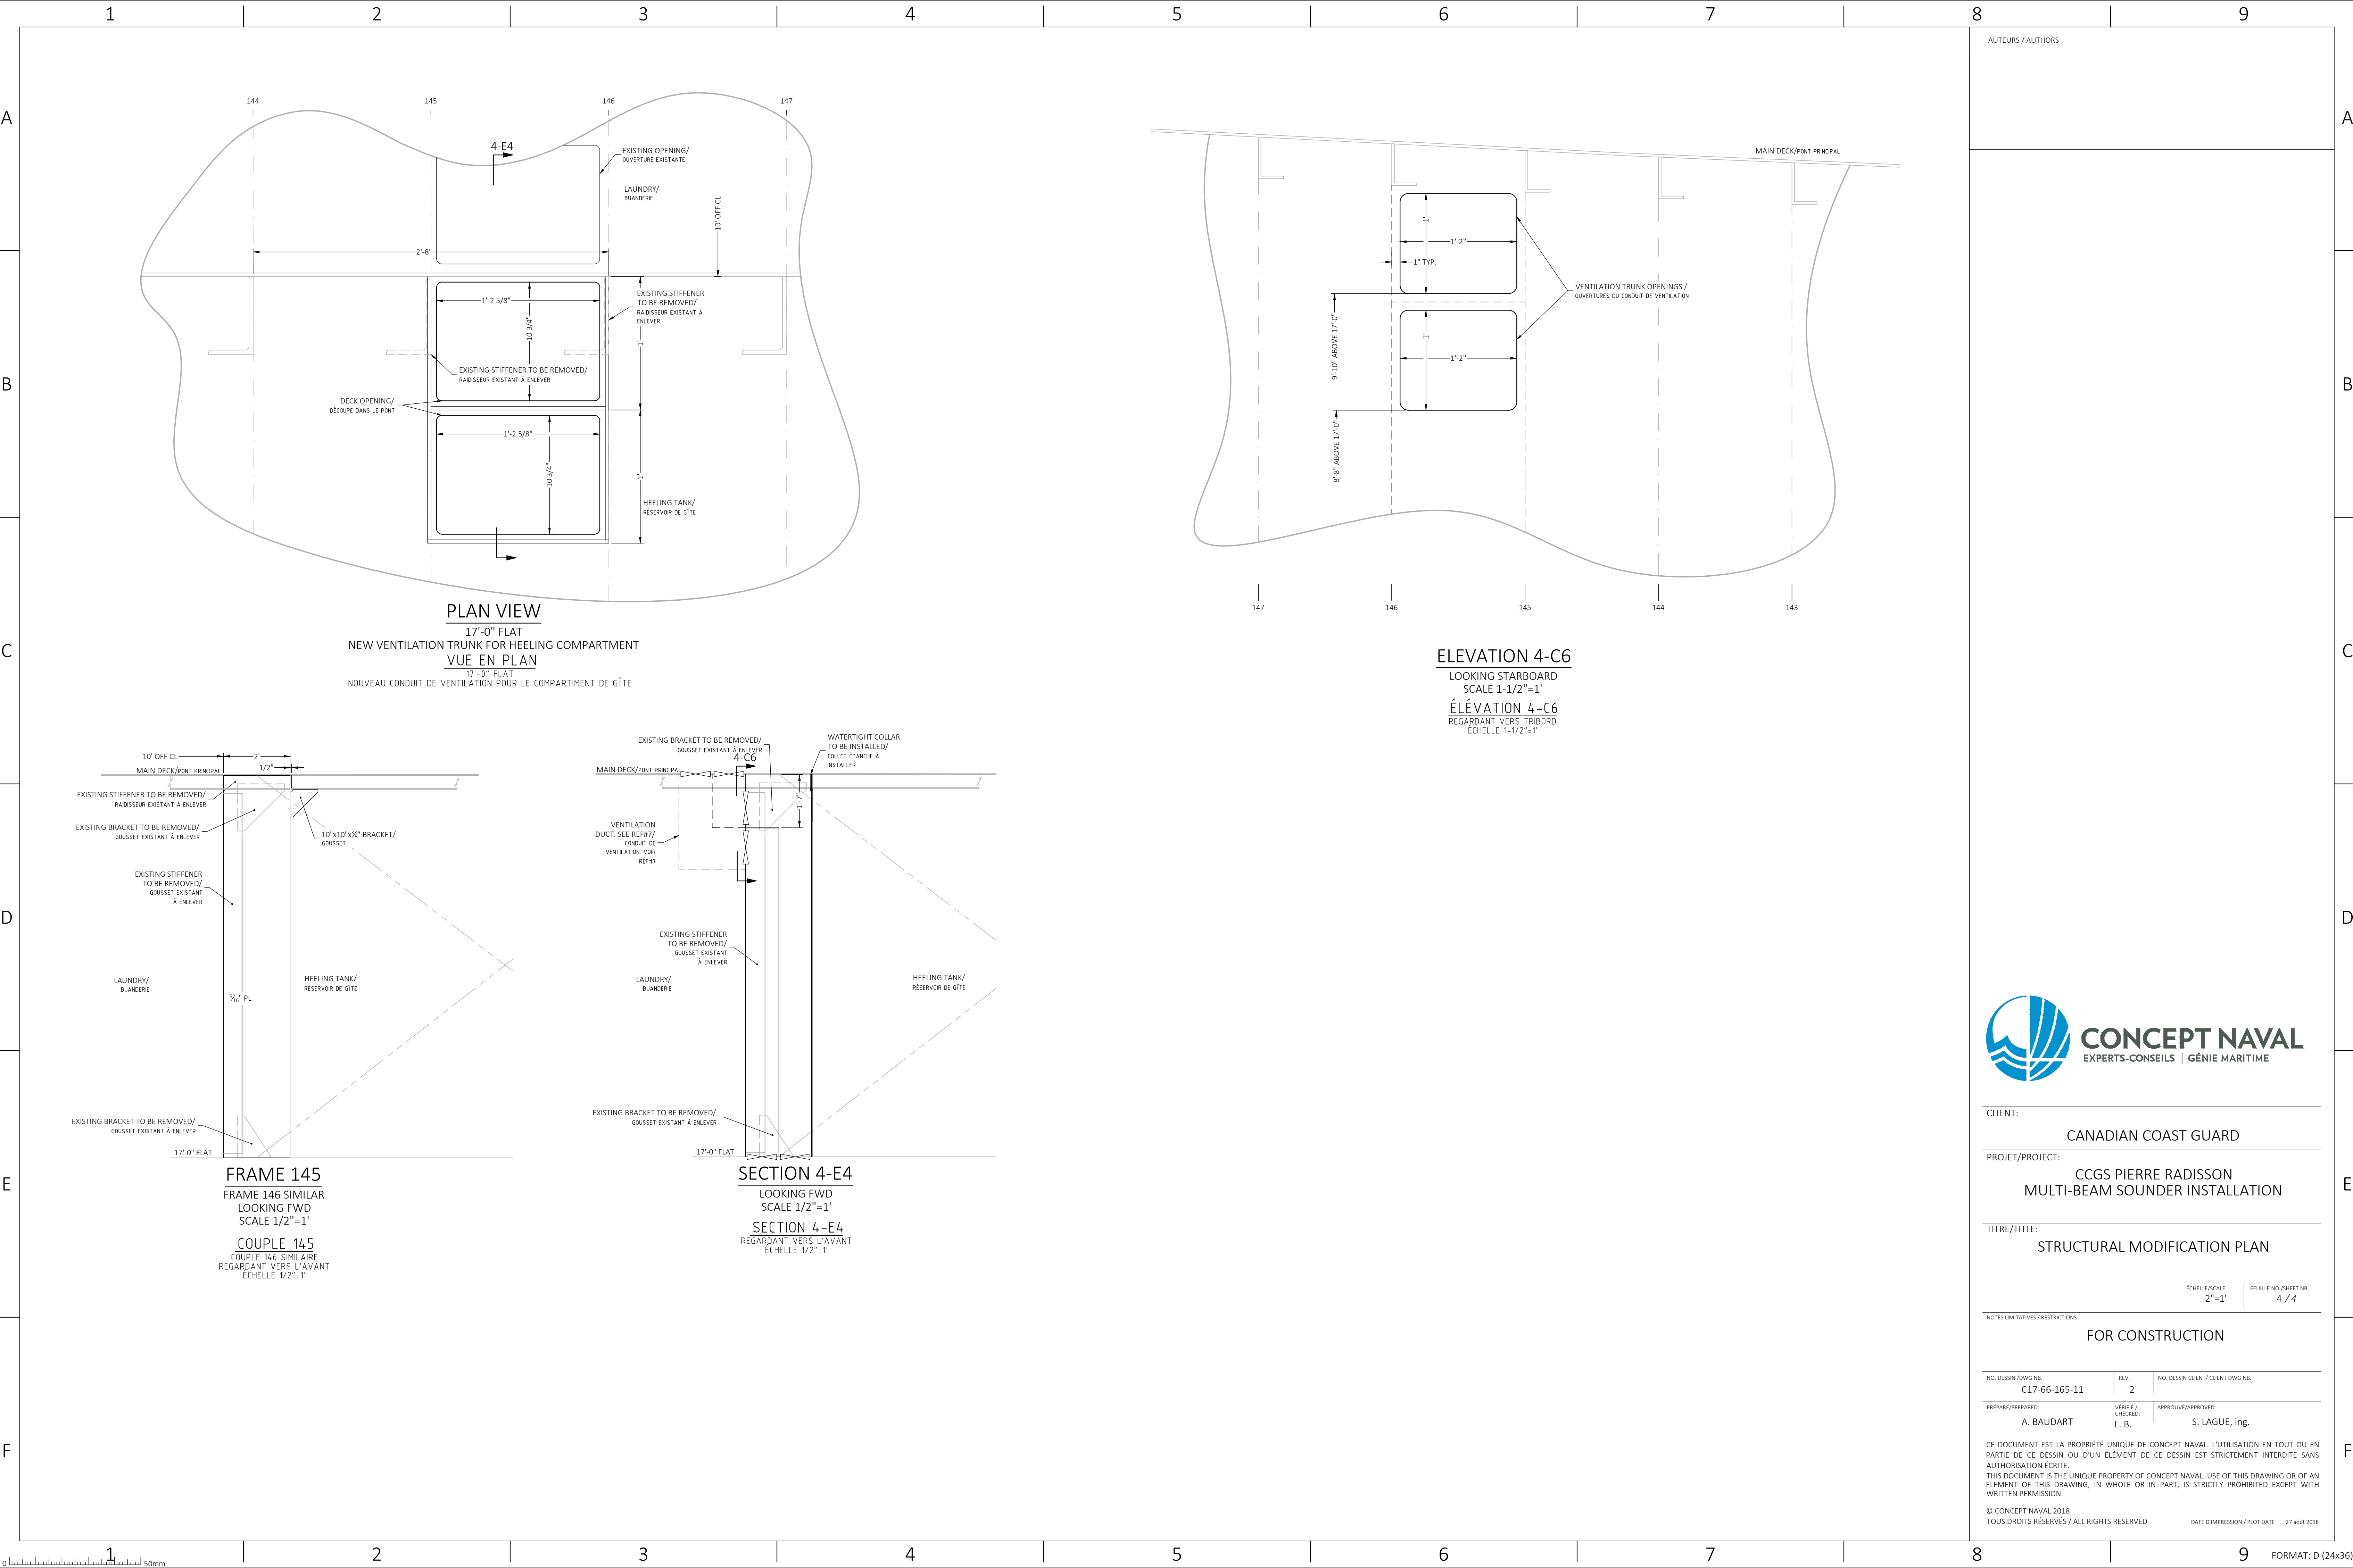 1 2 3 4 5 6 7 8 9
A
B
C
D
E
F
144 145 146 147
4-E4
EXISTING OPENING/
OUVERTURE EXISTANTE
LAUNDRY/
BUANDERIE
10' OFF CL
2'-8"
1'-2 5/8"
10 3/4"
EXISTING STIFFENER
TO BE REMOVED/
RAIDISSEUR EXISTANT À
ENLEVER
1'
EXISTING STIFFENER TO BE REMOVED/
RAIDISSEUR EXISTANT À ENLEVER
DECK OPENING/
DÉCOUPE DANS LE PONT
1'-2 5/8"
10 3/4"
1'
HEELING TANK/
RÉSERVOIR DE GÎTE
PLAN VIEW
17'-0" FLAT
NEW VENTILATION TRUNK FOR HEELING COMPARTMENT
VUE EN PLAN
17'-0" FLAT
NOUVEAU CONDUIT DE VENTILATION POUR LE COMPARTIMENT DE GÎTE
MAIN DECK/PONT PRINCIPAL
1'
1'-2"
1" TYP.
VENTILATION TRUNK OPENINGS /
OUVERTURES DU CONDUIT DE VENTILATION
9'-10" ABOVE 17'-0"
1'
1'-2"
8'-8" ABOVE 17'-0"
147 146 145 144 143
ELEVATION 4-C6
LOOKING STARBOARD
SCALE 1-1/2"=1'
ÉLÉVATION 4-C6
REGARDANT VERS TRIBORD
ÉCHELLE 1-1/2"=1'
10' OFF CL
2'
1/2"
MAIN DECK/PONT PRINCIPAL
EXISTING STIFFENER TO BE REMOVED/
RAIDISSEUR EXISTANT À ENLEVER
EXISTING BRACKET TO BE REMOVED/
GOUSSET EXISTANT À ENLEVER
10"x10"x⅜" BRACKET/
GOUSSET
EXISTING STIFFENER
TO BE REMOVED/
GOUSSET EXISTANT
À ENLEVER
LAUNDRY/
BUANDERIE
HEELING TANK/
RÉSERVOIR DE GÎTE
5/16" PL
EXISTING BRACKET TO BE REMOVED/
GOUSSET EXISTANT À ENLEVER
17'-0" FLAT
FRAME 145
FRAME 146 SIMILAR
LOOKING FWD
SCALE 1/2"=1'
COUPLE 145
COUPLE 146 SIMILAIRE
REGARDANT VERS L'AVANT
ÉCHELLE 1/2"=1'
EXISTING BRACKET TO BE REMOVED/
GOUSSET EXISTANT À ENLEVER
4-C6
WATERTIGHT COLLAR
TO BE INSTALLED/
COLLET ÉTANCHE À
INSTALLER
MAIN DECK/PONT PRINCIPAL
1'-7"
VENTILATION
DUCT. SEE REF#7/
CONDUIT DE
VENTILATION. VOIR
RÉF#7
EXISTING STIFFENER
TO BE REMOVED/
GOUSSET EXISTANT
À ENLEVER
LAUNDRY/
BUANDERIE
HEELING TANK/
RÉSERVOIR DE GÎTE
EXISTING BRACKET TO BE REMOVED/
GOUSSET EXISTANT À ENLEVER
17'-0" FLAT
SECTION 4-E4
LOOKING FWD
SCALE 1/2"=1'
SECTION 4-E4
REGARDANT VERS L'AVANT
ÉCHELLE 1/2"=1'
AUTEURS / AUTHORS
CONCEPT NAVAL
EXPERTS-CONSEILS | GÉNIE MARITIME
CLIENT:
CANADIAN COAST GUARD
PROJET/PROJECT:
CCGS PIERRE RADISSON
MULTI-BEAM SOUNDER INSTALLATION
TITRE/TITLE:
STRUCTURAL MODIFICATION PLAN
ÉCHELLE/SCALE
2"=1'
FEUILLE NO./SHEET NB.
4 / 4
NOTES LIMITATIVES / RESTRICTIONS
FOR CONSTRUCTION
NO. DESSIN /DWG NB.
C17-66-165-11
REV.
2
NO. DESSIN CLIENT/ CLIENT DWG NB.
PRÉPARÉ/PREPARED:
A. BAUDART
VÉRIFIÉ /
CHECKED:
L. B.
APPROUVÉ/APPROVED:
S. LAGUE, ing.
CE DOCUMENT EST LA PROPRIÉTÉ UNIQUE DE CONCEPT NAVAL. L'UTILISATION EN TOUT OU EN
PARTIE DE CE DESSIN OU D'UN ÉLÉMENT DE CE DESSIN EST STRICTEMENT INTERDITE SANS
AUTHORISATION ÉCRITE.
THIS DOCUMENT IS THE UNIQUE PROPERTY OF CONCEPT NAVAL. USE OF THIS DRAWING OR OF AN
ELEMENT OF THIS DRAWING, IN WHOLE OR IN PART, IS STRICTLY PROHIBITED EXCEPT WITH
WRITTEN PERMISSION
© CONCEPT NAVAL 2018
TOUS DROITS RÉSERVÉS / ALL RIGHTS RESERVED
DATE D'IMPRESSION / PLOT DATE 27 août 2018
A
B
C
D
E
F
1 2 3 4 5 6 7 8 9
0 50mm
FORMAT: D (24x36)